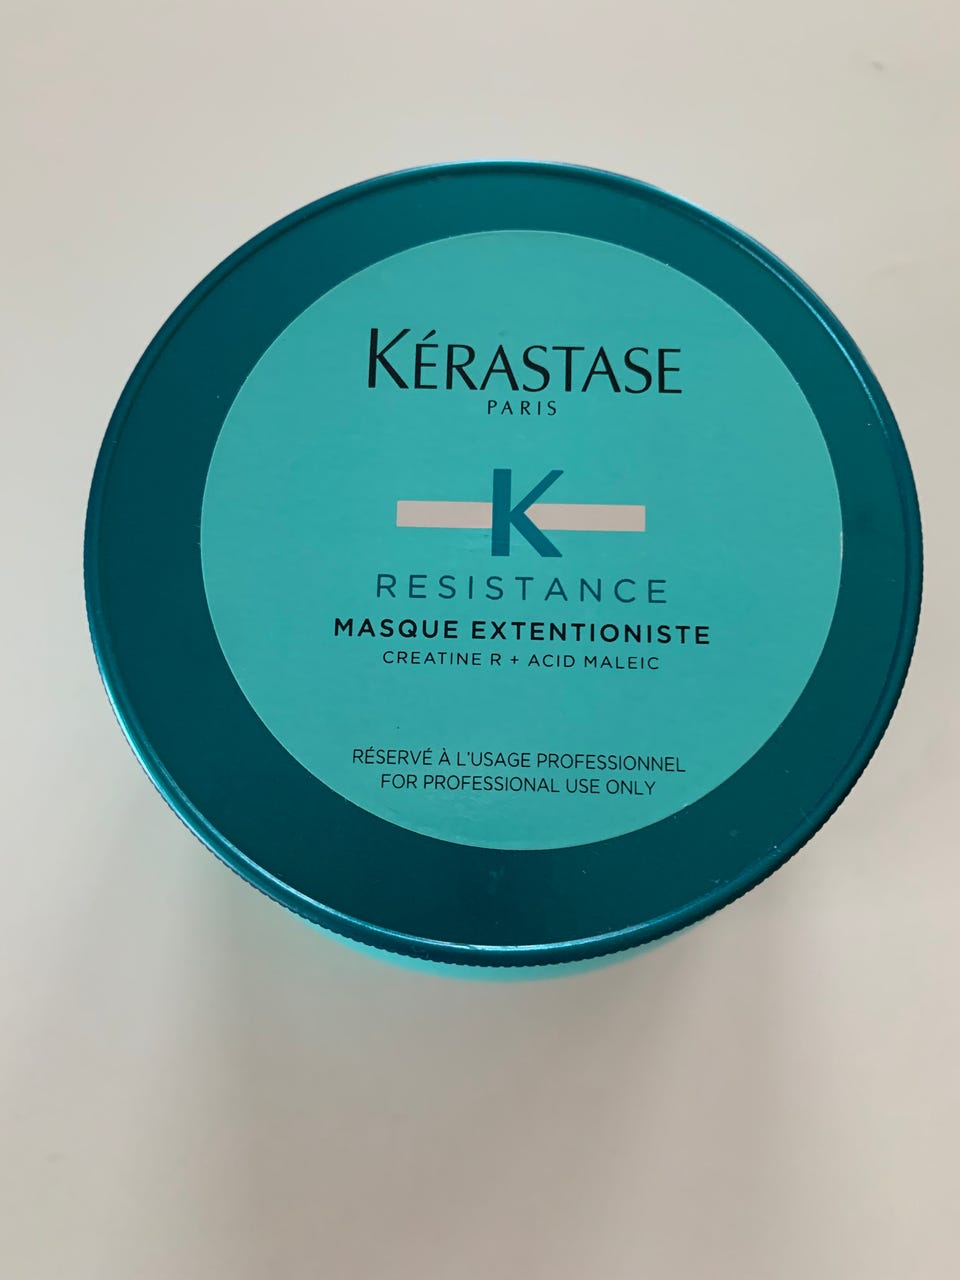 KÉRASTASE
PARIS
K
RESISTANCE
MASQUE EXTENTIONISTE
CREATINE R + ACID MALEIC
RÉSERVÉ À L'USAGE PROFESSIONNEL
FOR PROFESSIONAL USE ONLY